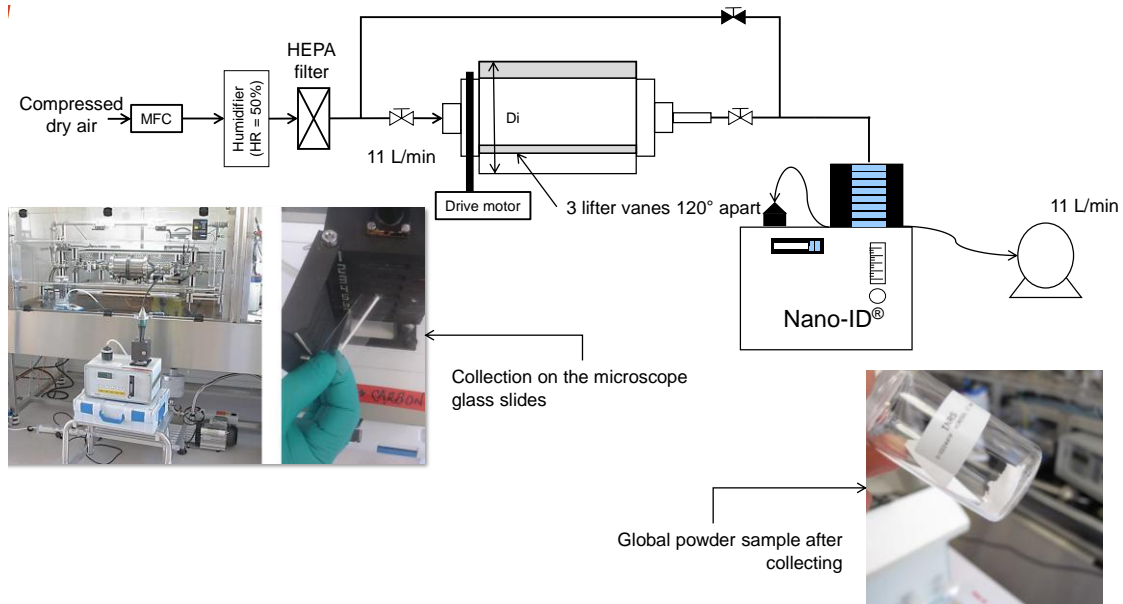 HEPA
filter
Compressed
dry air
MFC
Humidifier
(HR = 50%)
11 L/min
Di
Drive motor
3 lifter vanes 120° apart
11 L/min
Nano-ID®
Collection on the microscope
glass slides
CARBON
Global powder sample after
collecting